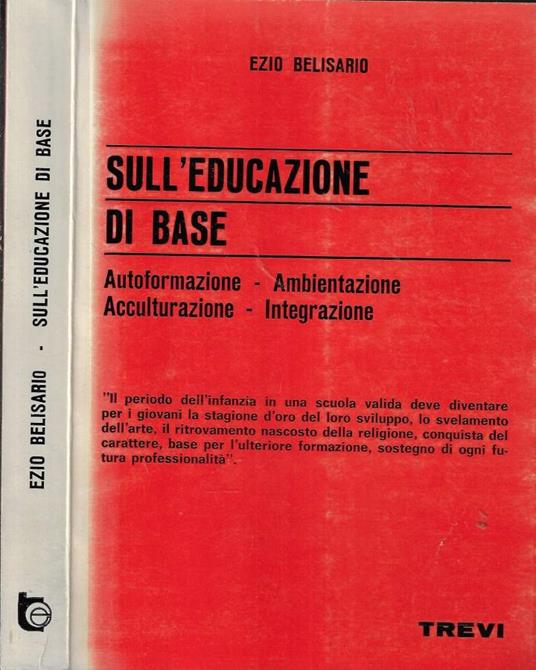 EZIO BELISARIO - SULL'EDUCAZIONE DI BASE
EZIO BELISARIO
SULL'EDUCAZIONE
DI BASE
Autoformazione - Ambientazione
Acculturazione - Integrazione
"Il periodo dell'infanzia in una scuola valida deve diventare
per i giovani la stagione d'oro del loro sviluppo, lo svelamento
dell'arte, il ritrovamento nascosto della religione, conquista del
carattere, base per l'ulteriore formazione, sostegno di ogni fu-
tura professionalità".
TREVI